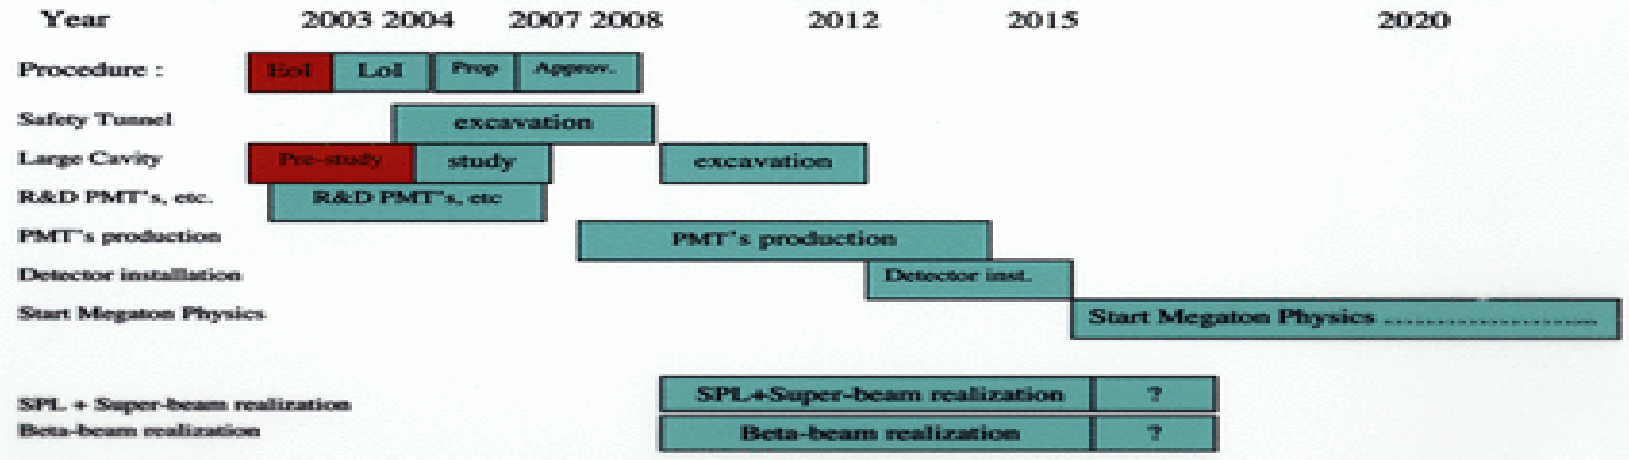 Year 2003 2004 2007 2008 2012 2015 2020
Procedure : EoI LoI Prop Approv.
Safety Tunnel excavation
Large Cavity Pre-study study excavation
R&D PMT's, etc. R&D PMT's, etc
PMT's production PMT's production
Detector installation Detector inst.
Start Megaton Physics Start Megaton Physics ........................
SPL + Super-beam realization SPL+Super-beam realization ?
Beta-beam realization Beta-beam realization ?